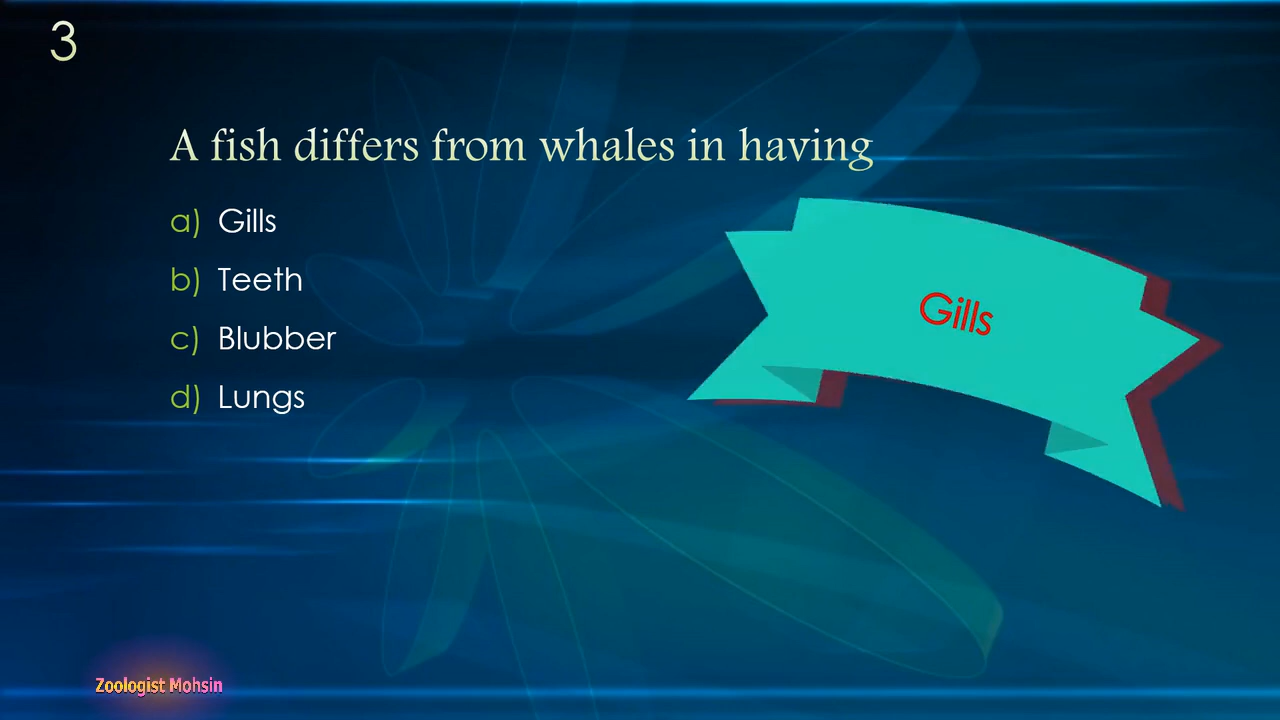 3
A fish differs from whales in having
a) Gills
b) Teeth
c) Blubber
d) Lungs
Gills
Zoologist Mohsin